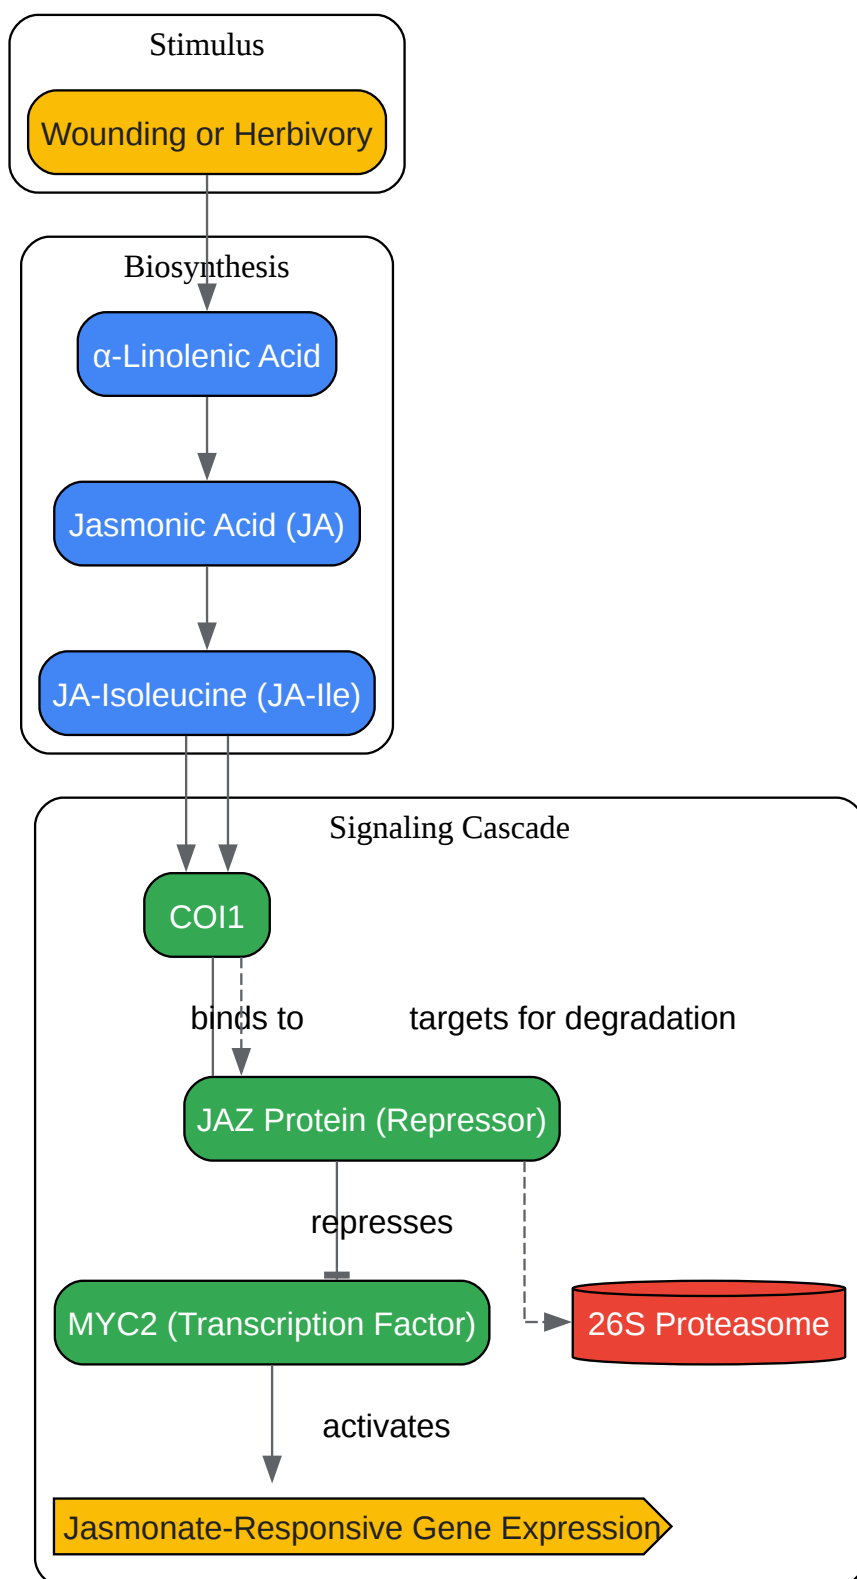 Stimulus
Wounding or Herbivory
Biosynthesis
α-Linolenic Acid
Jasmonic Acid (JA)
JA-Isoleucine (JA-Ile)
Signaling Cascade
COI1
binds to
targets for degradation
JAZ Protein (Repressor)
represses
MYC2 (Transcription Factor)
26S Proteasome
activates
Jasmonate-Responsive Gene Expression